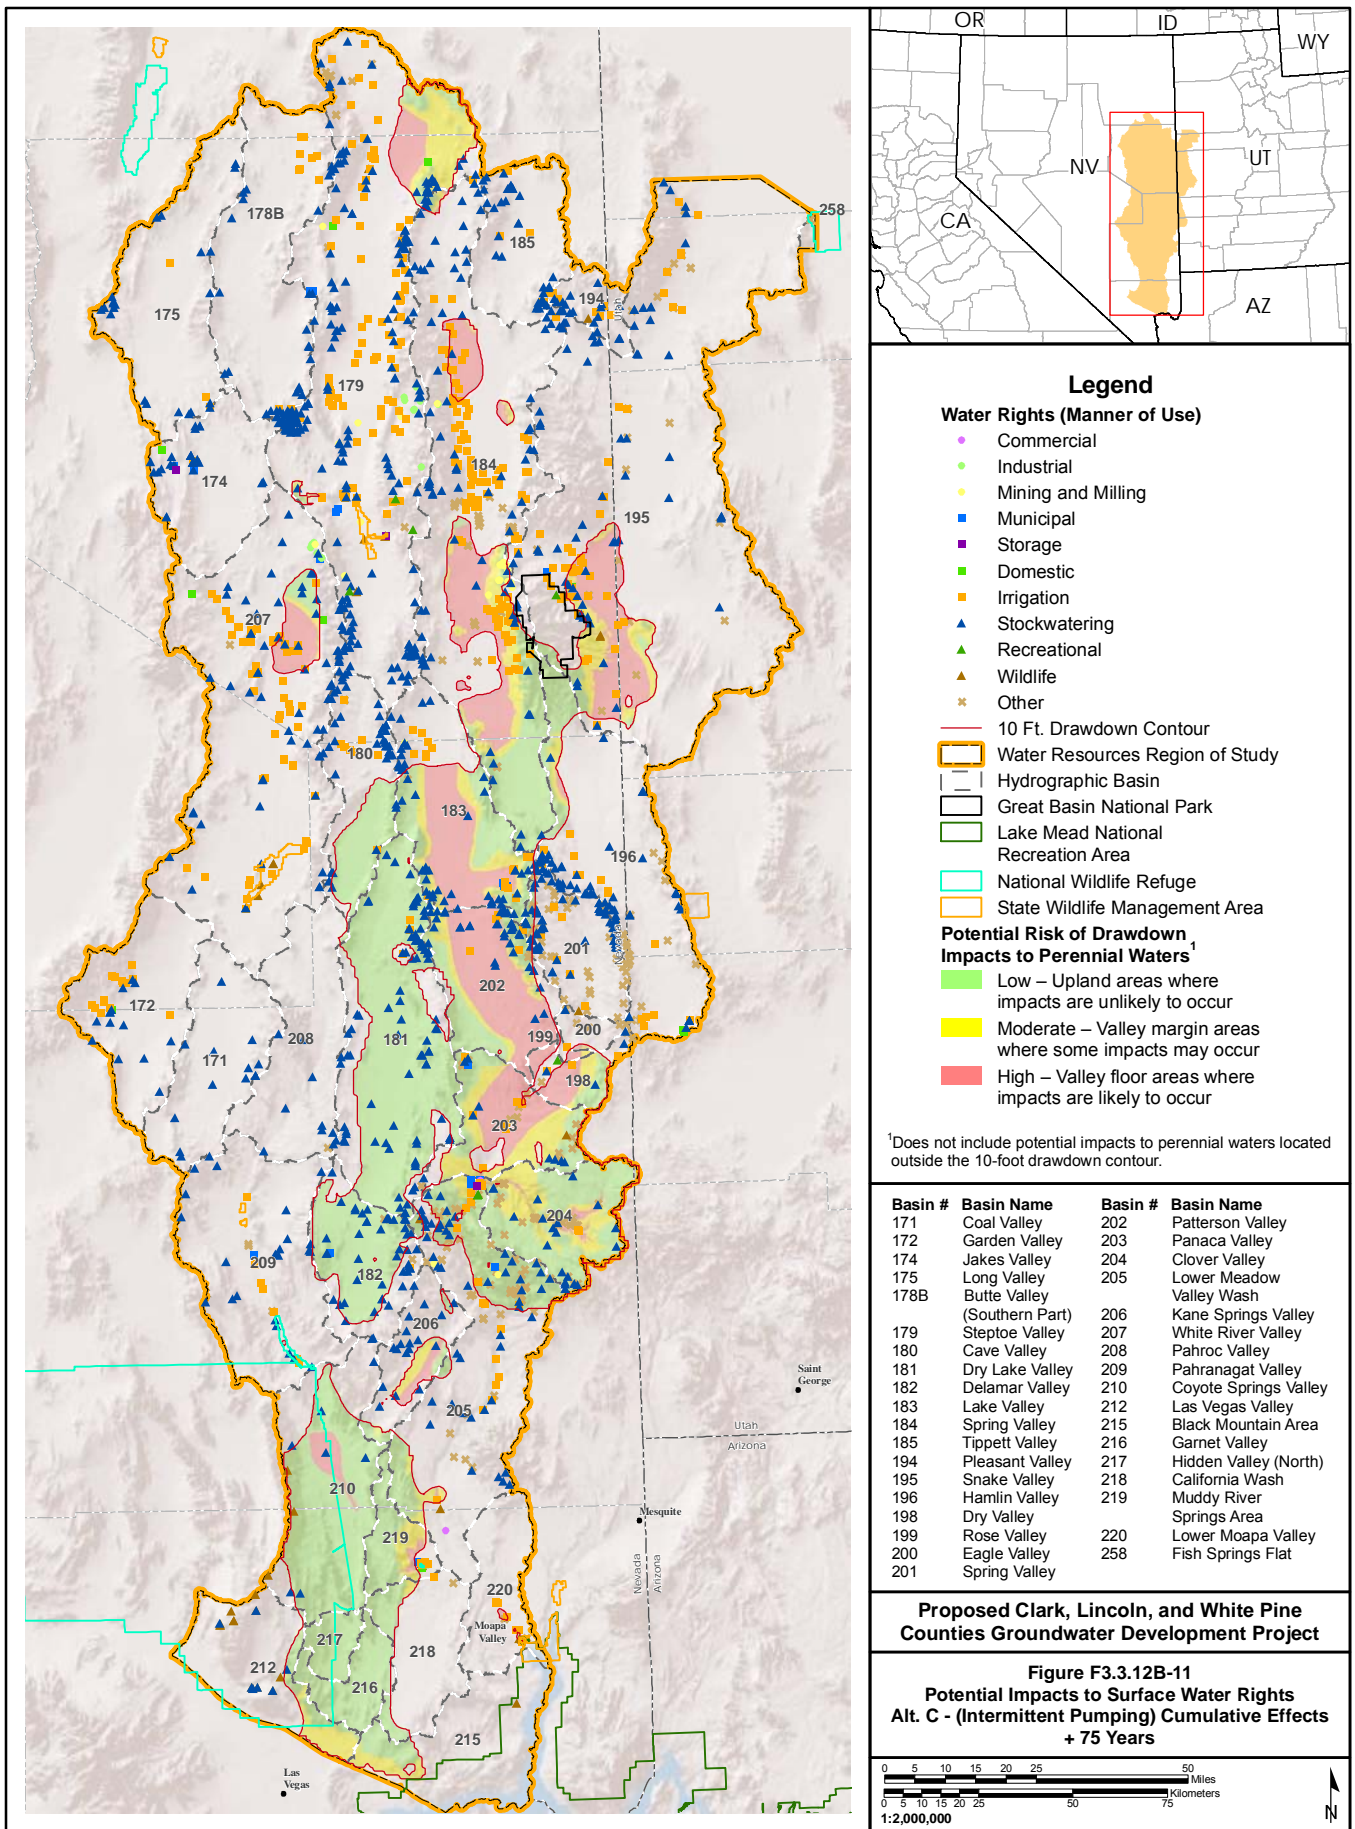 OR
ID
WY
NV
UT
CA
AZ
178B
185
258
175
194
Utah
179
184
174
195
207
180
183
196
201
Nevada
202
172
208
181
199
200
171
198
203
204
209
182
206
Saint
George
205
Utah
Arizona
210
219
Mesquite
Nevada
Arizona
220
Moapa
Valley
217
218
212
216
215
Las
Vegas
Legend
Water Rights (Manner of Use)
Commercial
Industrial
Mining and Milling
Municipal
Storage
Domestic
Irrigation
Stockwatering
Recreational
Wildlife
Other
10 Ft. Drawdown Contour
Water Resources Region of Study
Hydrographic Basin
Great Basin National Park
Lake Mead National
Recreation Area
National Wildlife Refuge
State Wildlife Management Area
Potential Risk of Drawdown
Impacts to Perennial Waters1
Low – Upland areas where
impacts are unlikely to occur
Moderate – Valley margin areas
where some impacts may occur
High – Valley floor areas where
impacts are likely to occur
1Does not include potential impacts to perennial waters located
outside the 10-foot drawdown contour.
Basin # Basin Name Basin # Basin Name
171 Coal Valley 202 Patterson Valley
172 Garden Valley 203 Panaca Valley
174 Jakes Valley 204 Clover Valley
175 Long Valley 205 Lower Meadow
178B Butte Valley Valley Wash
(Southern Part) 206 Kane Springs Valley
179 Steptoe Valley 207 White River Valley
180 Cave Valley 208 Pahroc Valley
181 Dry Lake Valley 209 Pahranagat Valley
182 Delamar Valley 210 Coyote Springs Valley
183 Lake Valley 212 Las Vegas Valley
184 Spring Valley 215 Black Mountain Area
185 Tippett Valley 216 Garnet Valley
194 Pleasant Valley 217 Hidden Valley (North)
195 Snake Valley 218 California Wash
196 Hamlin Valley 219 Muddy River
198 Dry Valley Springs Area
199 Rose Valley 220 Lower Moapa Valley
200 Eagle Valley 258 Fish Springs Flat
201 Spring Valley
Proposed Clark, Lincoln, and White Pine
Counties Groundwater Development Project
Figure F3.3.12B-11
Potential Impacts to Surface Water Rights
Alt. C - (Intermittent Pumping) Cumulative Effects
+ 75 Years
0 5 10 15 20 25 50
Miles
Kilometers
0 5 10 15 20 25 50 75
1:2,000,000
N